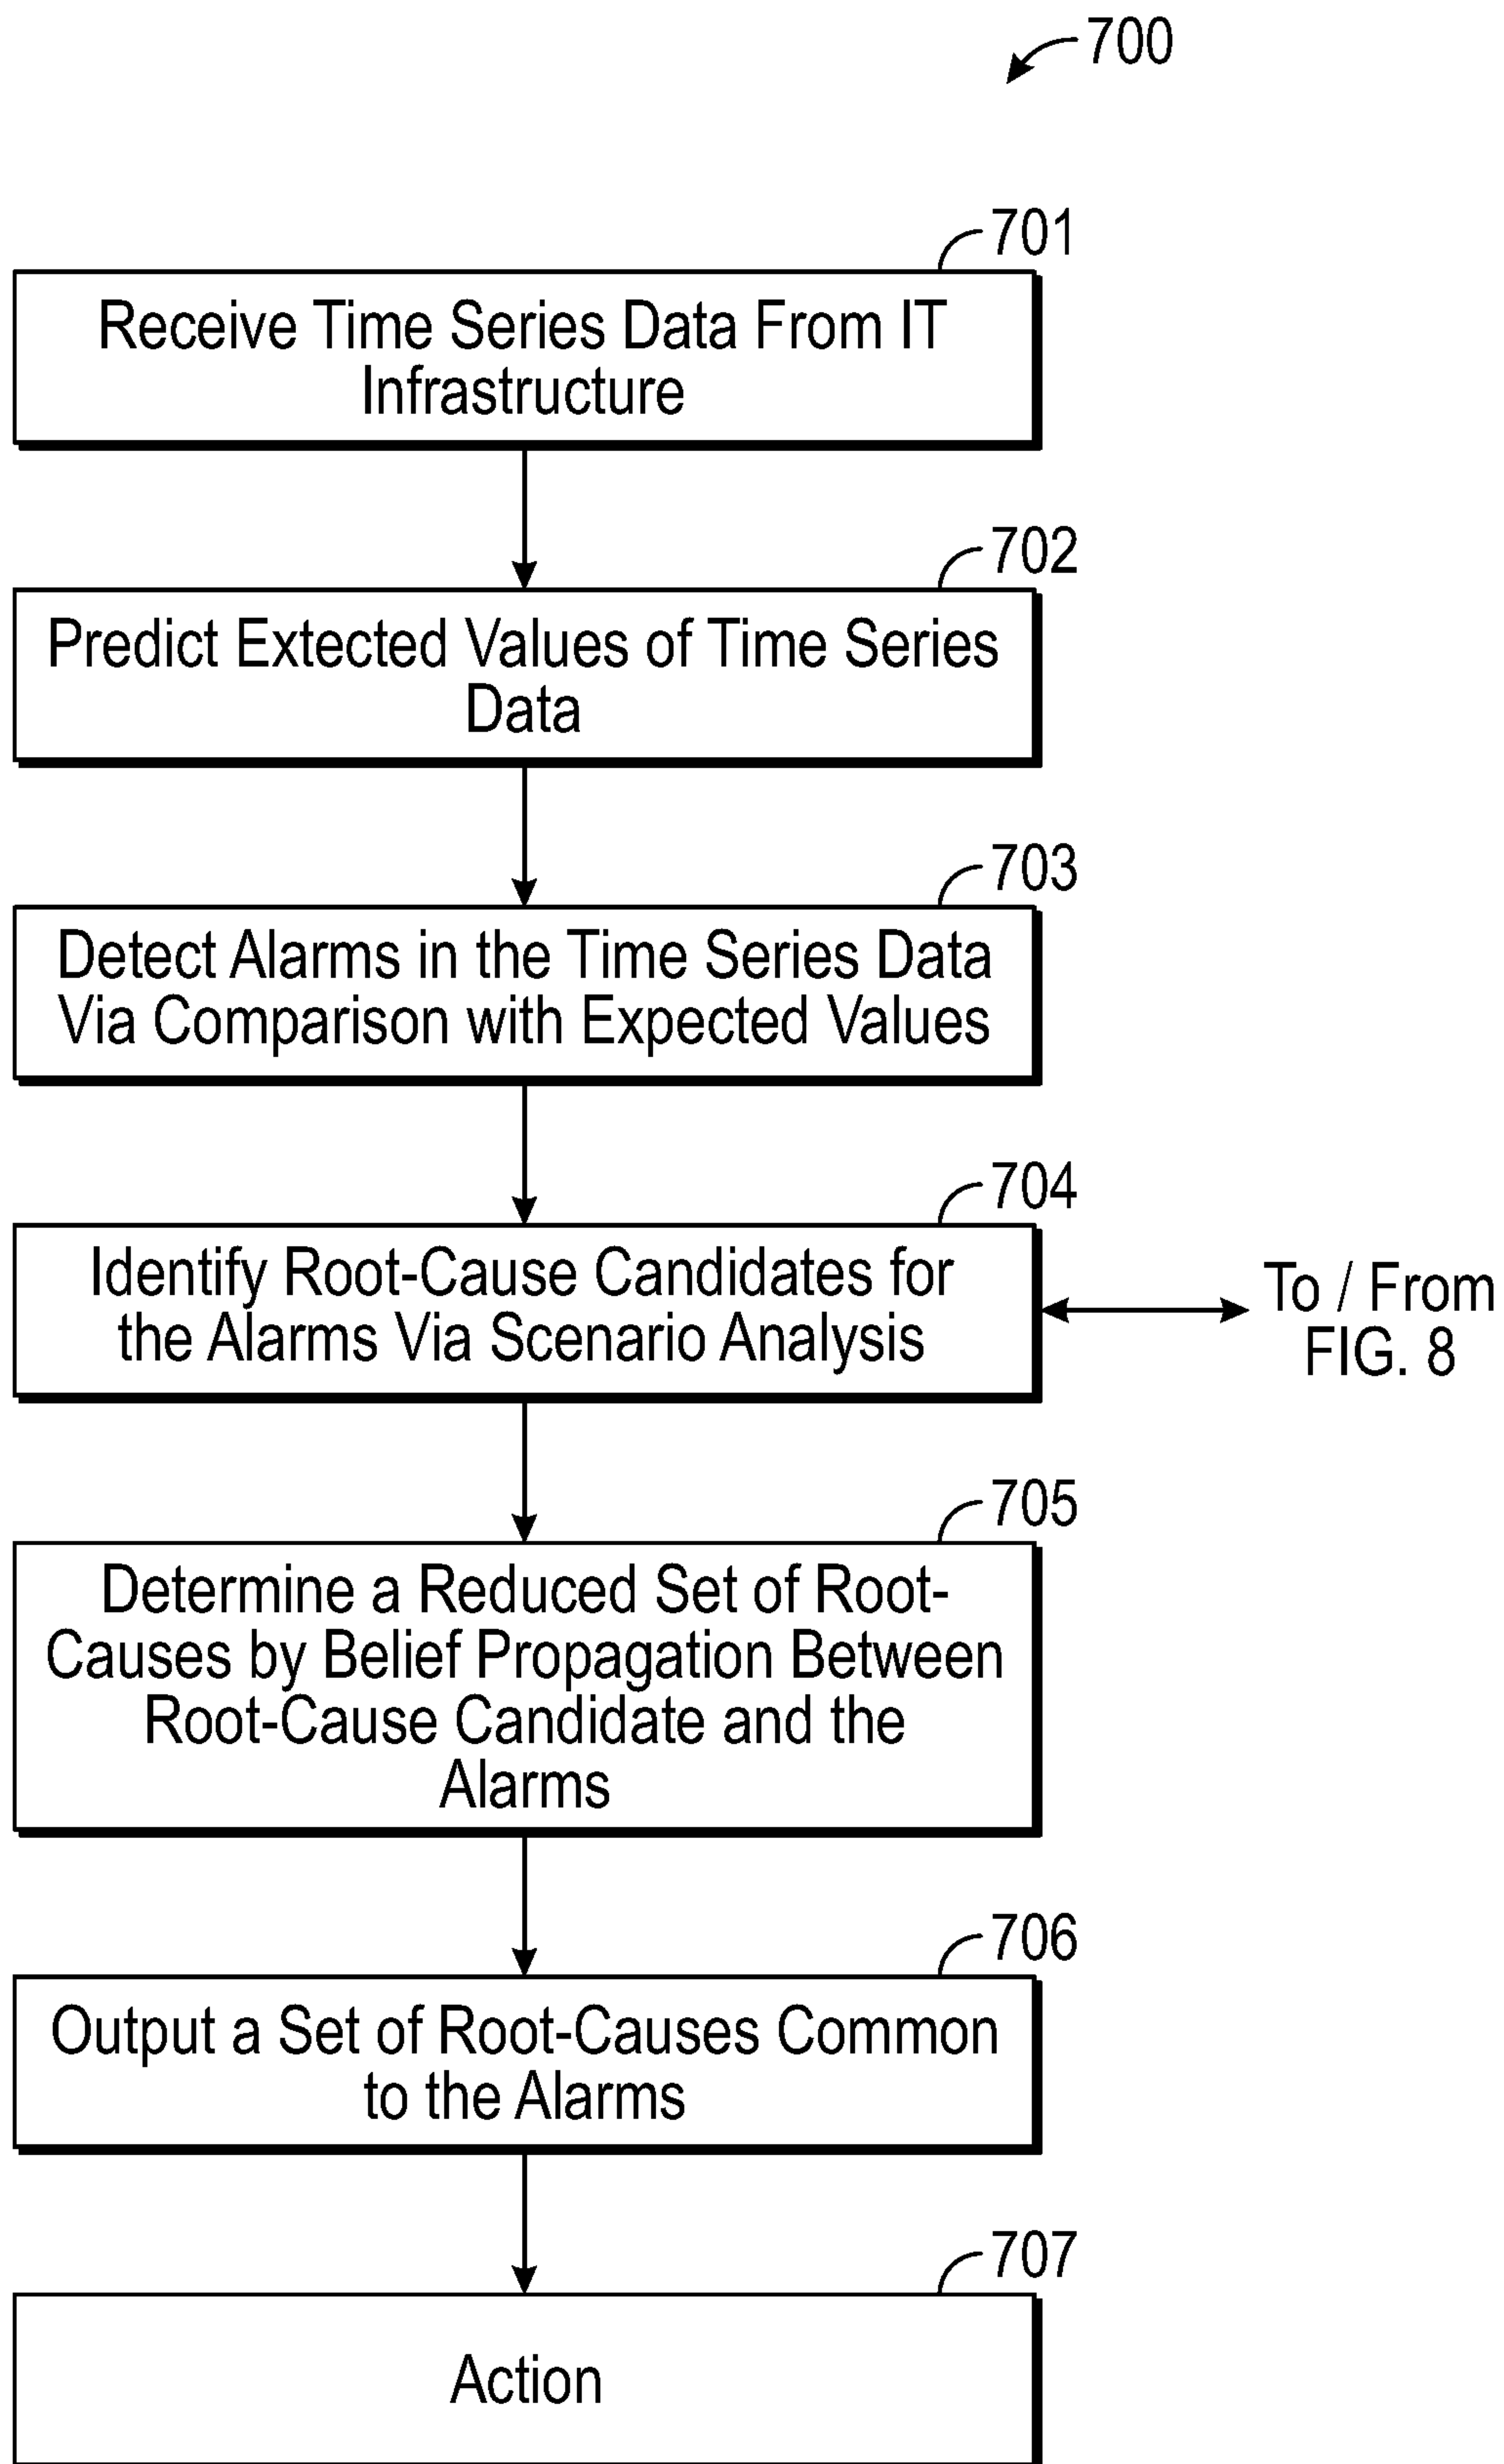 700
701
Receive Time Series Data From IT
Infrastructure
702
Predict Extected Values of Time Series
Data
703
Detect Alarms in the Time Series Data
Via Comparison with Expected Values
704
Identify Root-Cause Candidates for
the Alarms Via Scenario Analysis
To / From
FIG. 8
705
Determine a Reduced Set of Root-
Causes by Belief Propagation Between
Root-Cause Candidate and the
Alarms
706
Output a Set of Root-Causes Common
to the Alarms
707
Action